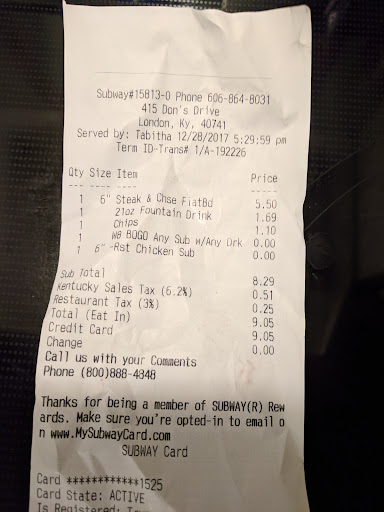 Subway#15813-0 Phone 606-864-8031
415 Don's Drive
London, Ky, 40741
Served by: Tabitha 12/28/2017 5:29:59 pm
Term ID-Trans# 1/A-192226
Qty Size Item Price
--- ---- ---- -----
1 6" Steak & Chse FlatBd 5.50
1 21oz Fountain Drink 1.69
1 Chips 1.10
1 W8 BOGO Any Sub w/Any Drk 0.00
1 6" -Rst Chicken Sub 0.00
Sub Total 8.29
Kentucky Sales Tax (6.2%) 0.51
Restaurant Tax (3%) 0.25
Total (Eat In) 9.05
Credit Card 9.05
Change 0.00
Call us with your Comments
Phone (800)888-4848
Thanks for being a member of SUBWAY(R) Rew
ards. Make sure you're opted-in to email o
n www.MySubwayCard.com
SUBWAY Card
Card ************1525
Card State: ACTIVE
Is Registered: